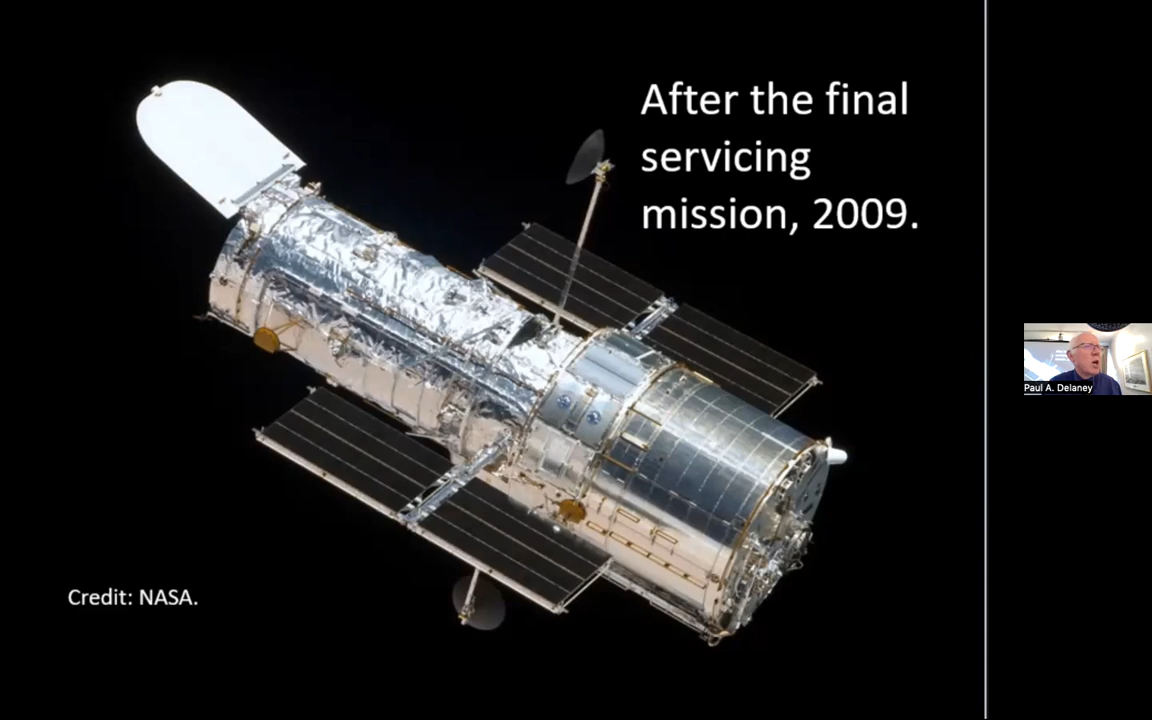 After the final
servicing
mission, 2009.
Credit: NASA.
Paul A. Delaney